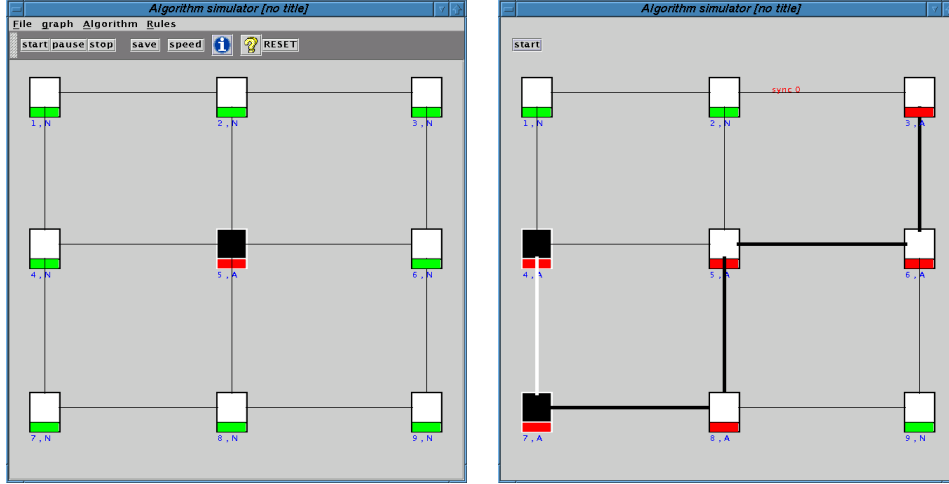 Algorithm simulator [no title]
File graph Algorithm Rules
start pause stop save speed RESET
1 , N 2 , N 3 , N
4 , N 5 , A 6 , N
7 , N 8 , N 9 , N
Algorithm simulator [no title]
start
sync 0
1 , N 2 , N 3 , A
4 , A 5 , A 6 , A
7 , A 8 , A 9 , N